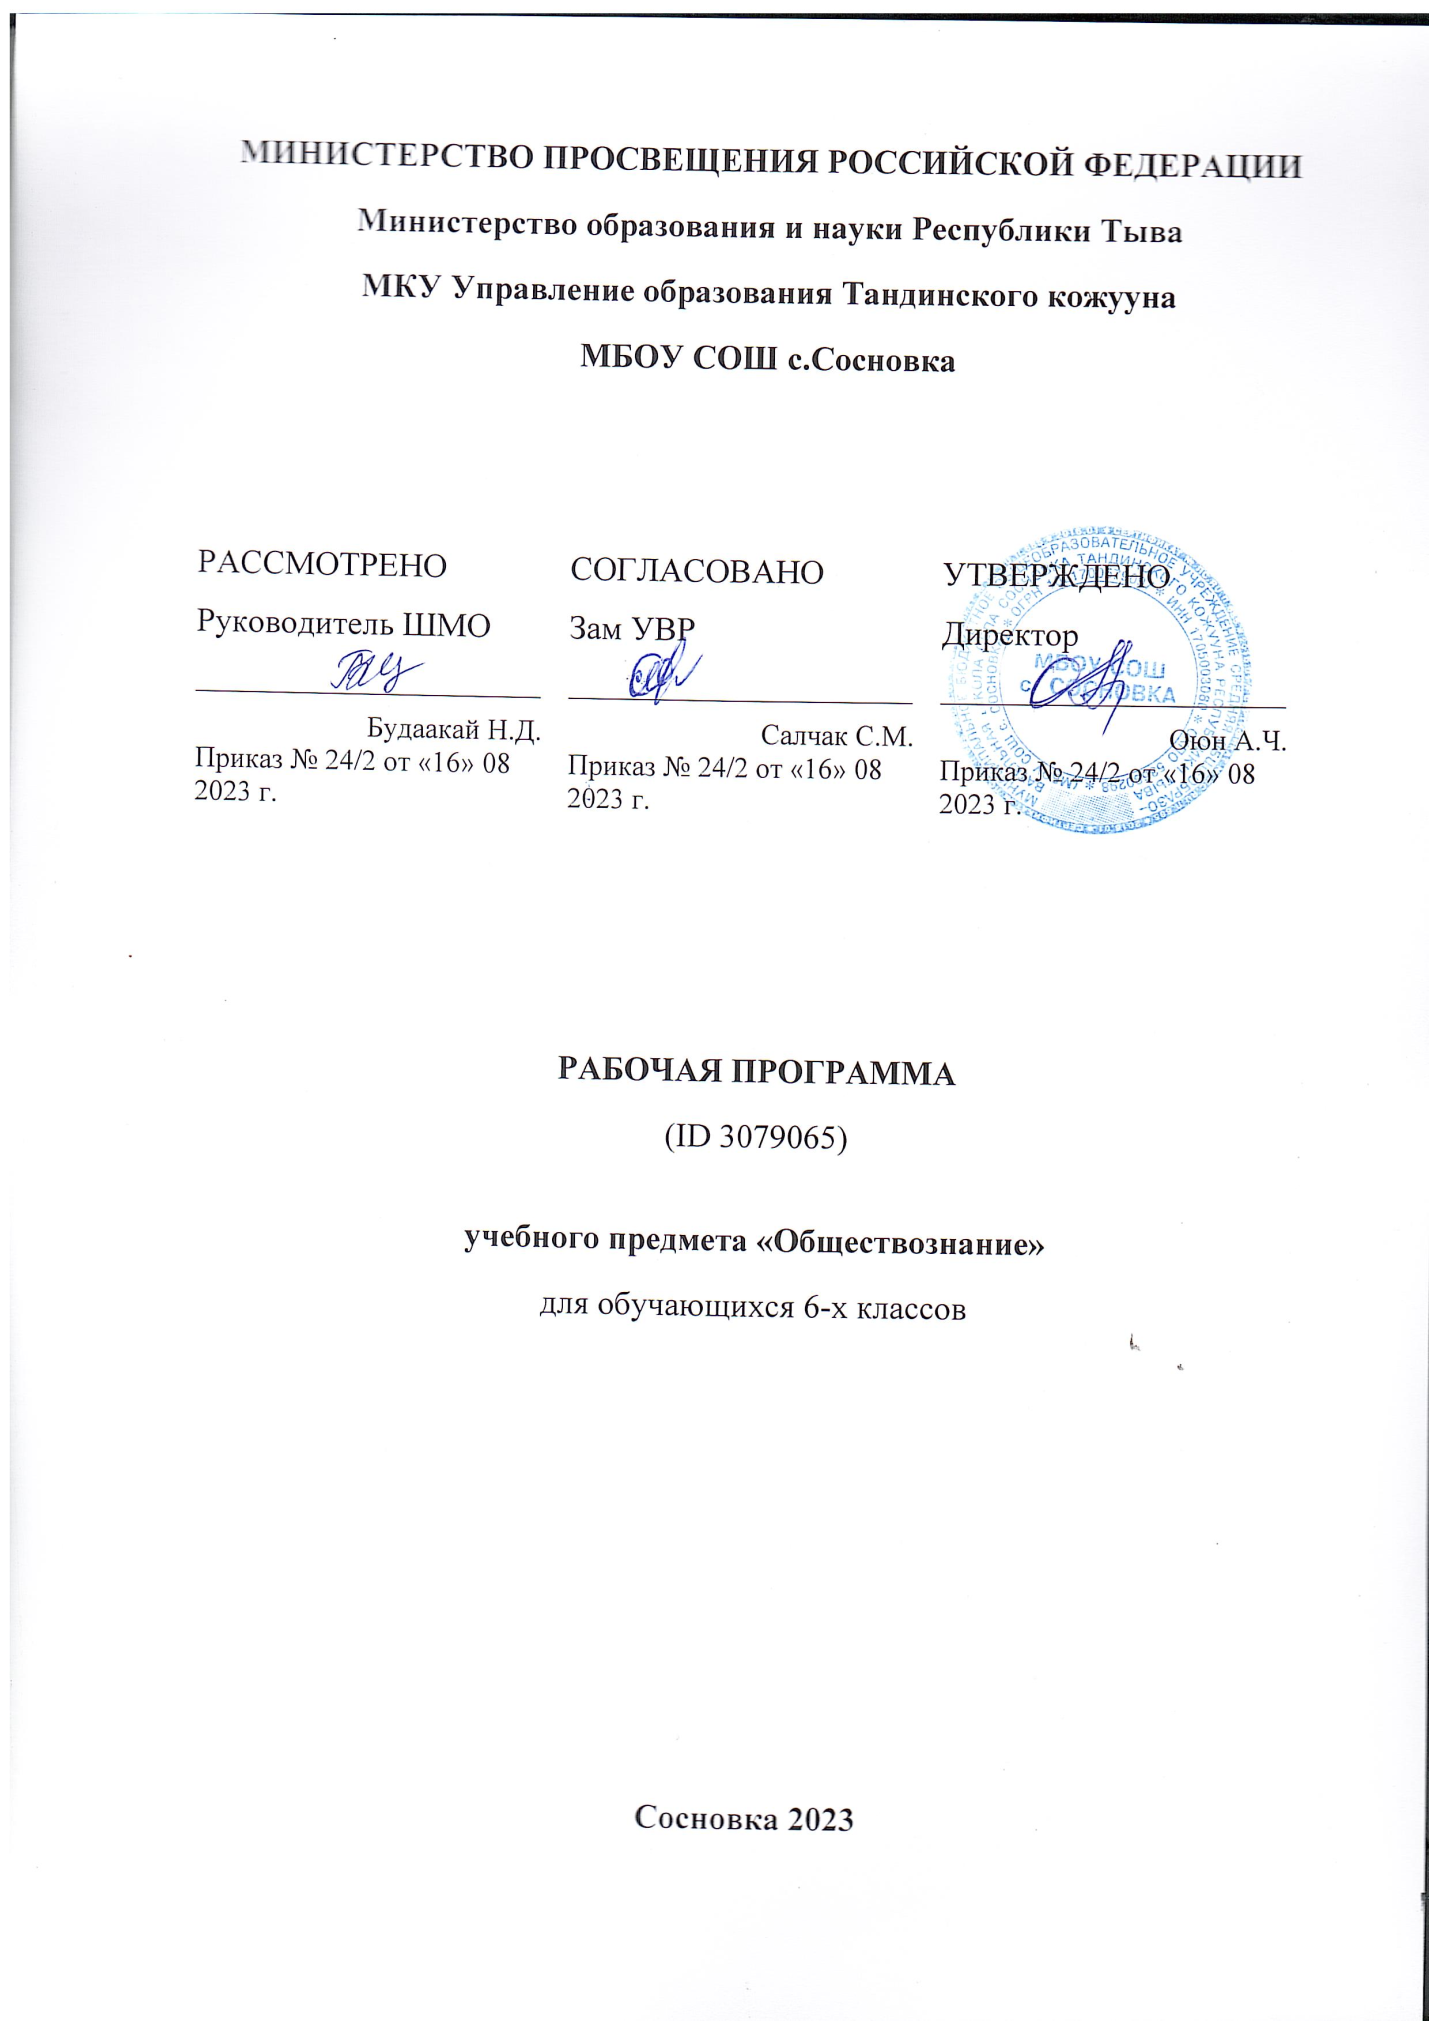 МИНИСТЕРСТВО ПРОСВЕЩЕНИЯ РОССИЙСКОЙ ФЕДЕРАЦИИ
Министерство образования и науки Республики Тыва
МКУ Управление образования Тандинского кожууна
МБОУ СОШ с.Сосновка
РАССМОТРЕНО
Руководитель ШМО
Будаакай Н.Д.
Приказ № 24/2 от «16» 08
2023 г.
СОГЛАСОВАНО
Зам УВР
Салчак С.М.
Приказ № 24/2 от «16» 08
2023 г.
УТВЕРЖДЕНО
Директор
Оюн А.Ч.
Приказ № 24/2 от «16» 08
2023 г.
МБОУ СОШ
с. СОСНОВКА
РАБОЧАЯ ПРОГРАММА
(ID 3079065)
учебного предмета «Обществознание»
для обучающихся 6-х классов
Сосновка 2023